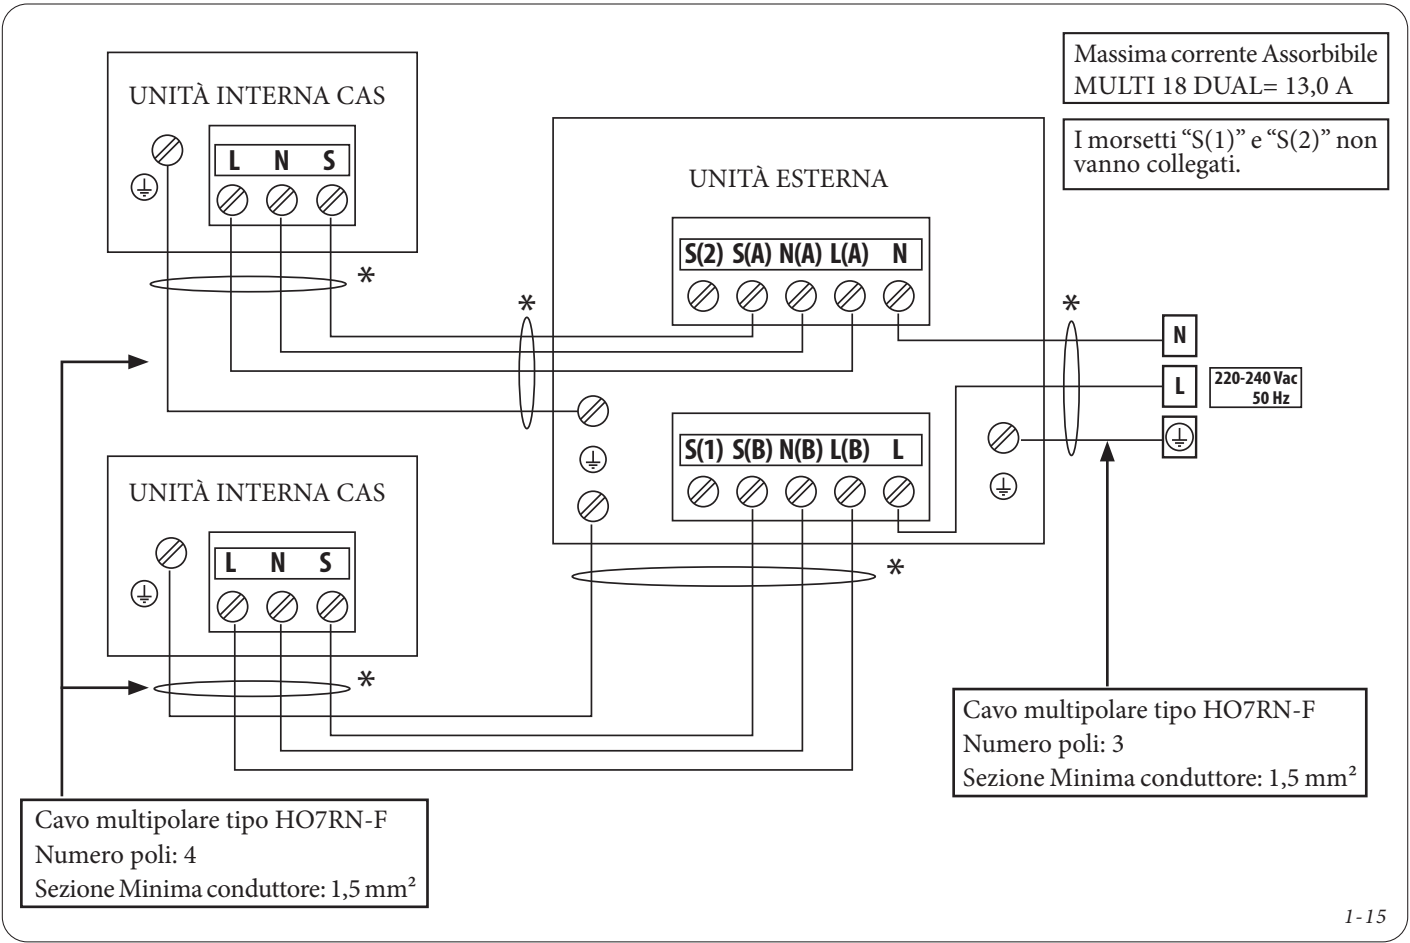 Massima corrente Assorbibile
MULTI 18 DUAL= 13,0 A
I morsetti “S(1)” e “S(2)” non
vanno collegati.
UNITÀ INTERNA CAS
L N S
*
UNITÀ ESTERNA
S(2) S(A) N(A) L(A) N
*
*
N
L
220-240 Vac
50 Hz
S(1) S(B) N(B) L(B) L
*
UNITÀ INTERNA CAS
L N S
*
Cavo multipolare tipo HO7RN-F
Numero poli: 3
Sezione Minima conduttore: 1,5 mm²
Cavo multipolare tipo HO7RN-F
Numero poli: 4
Sezione Minima conduttore: 1,5 mm²
1-15